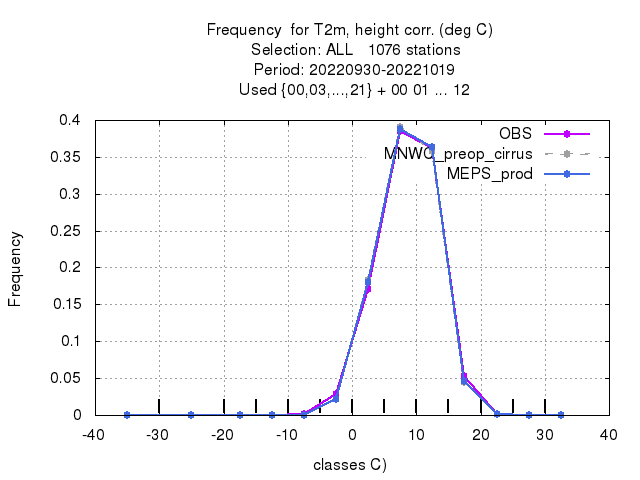 Frequency  for T2m, height corr. (deg C)
Selection: ALL   1076 stations
Period: 20220930-20221019
Used {00,03,...,21} + 00 01 ... 12
OBS
MNWC_preop_cirrus
MEPS_prod
Frequency
0.4
0.35
0.3
0.25
0.2
0.15
0.1
0.05
0
-40 -30 -20 -10 0 10 20 30 40
classes C)